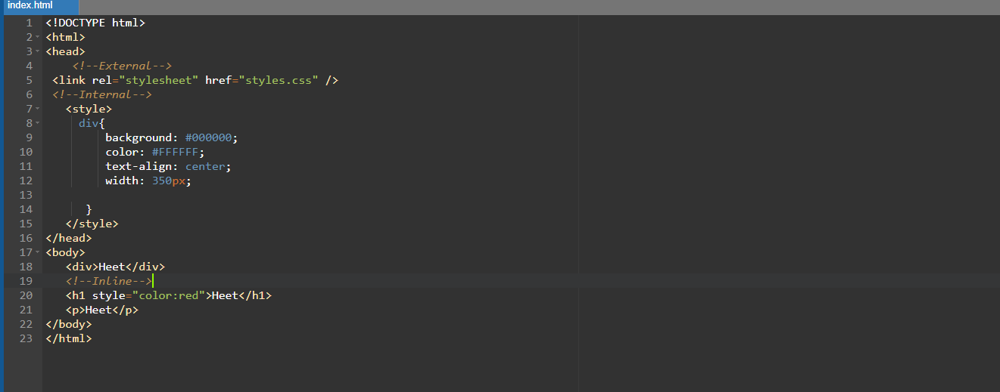 index.html
1 <!DOCTYPE html>
2 <html>
3 <head>
4 <!--External-->
5 <link rel="stylesheet" href="styles.css" />
6 <!--Internal-->
7 <style>
8 div{
9 background: #000000;
10 color: #FFFFFF;
11 text-align: center;
12 width: 350px;
13
14 }
15 </style>
16 </head>
17 <body>
18 <div>Heet</div>
19 <!--Inline-->
20 <h1 style="color:red">Heet</h1>
21 <p>Heet</p>
22 </body>
23 </html>